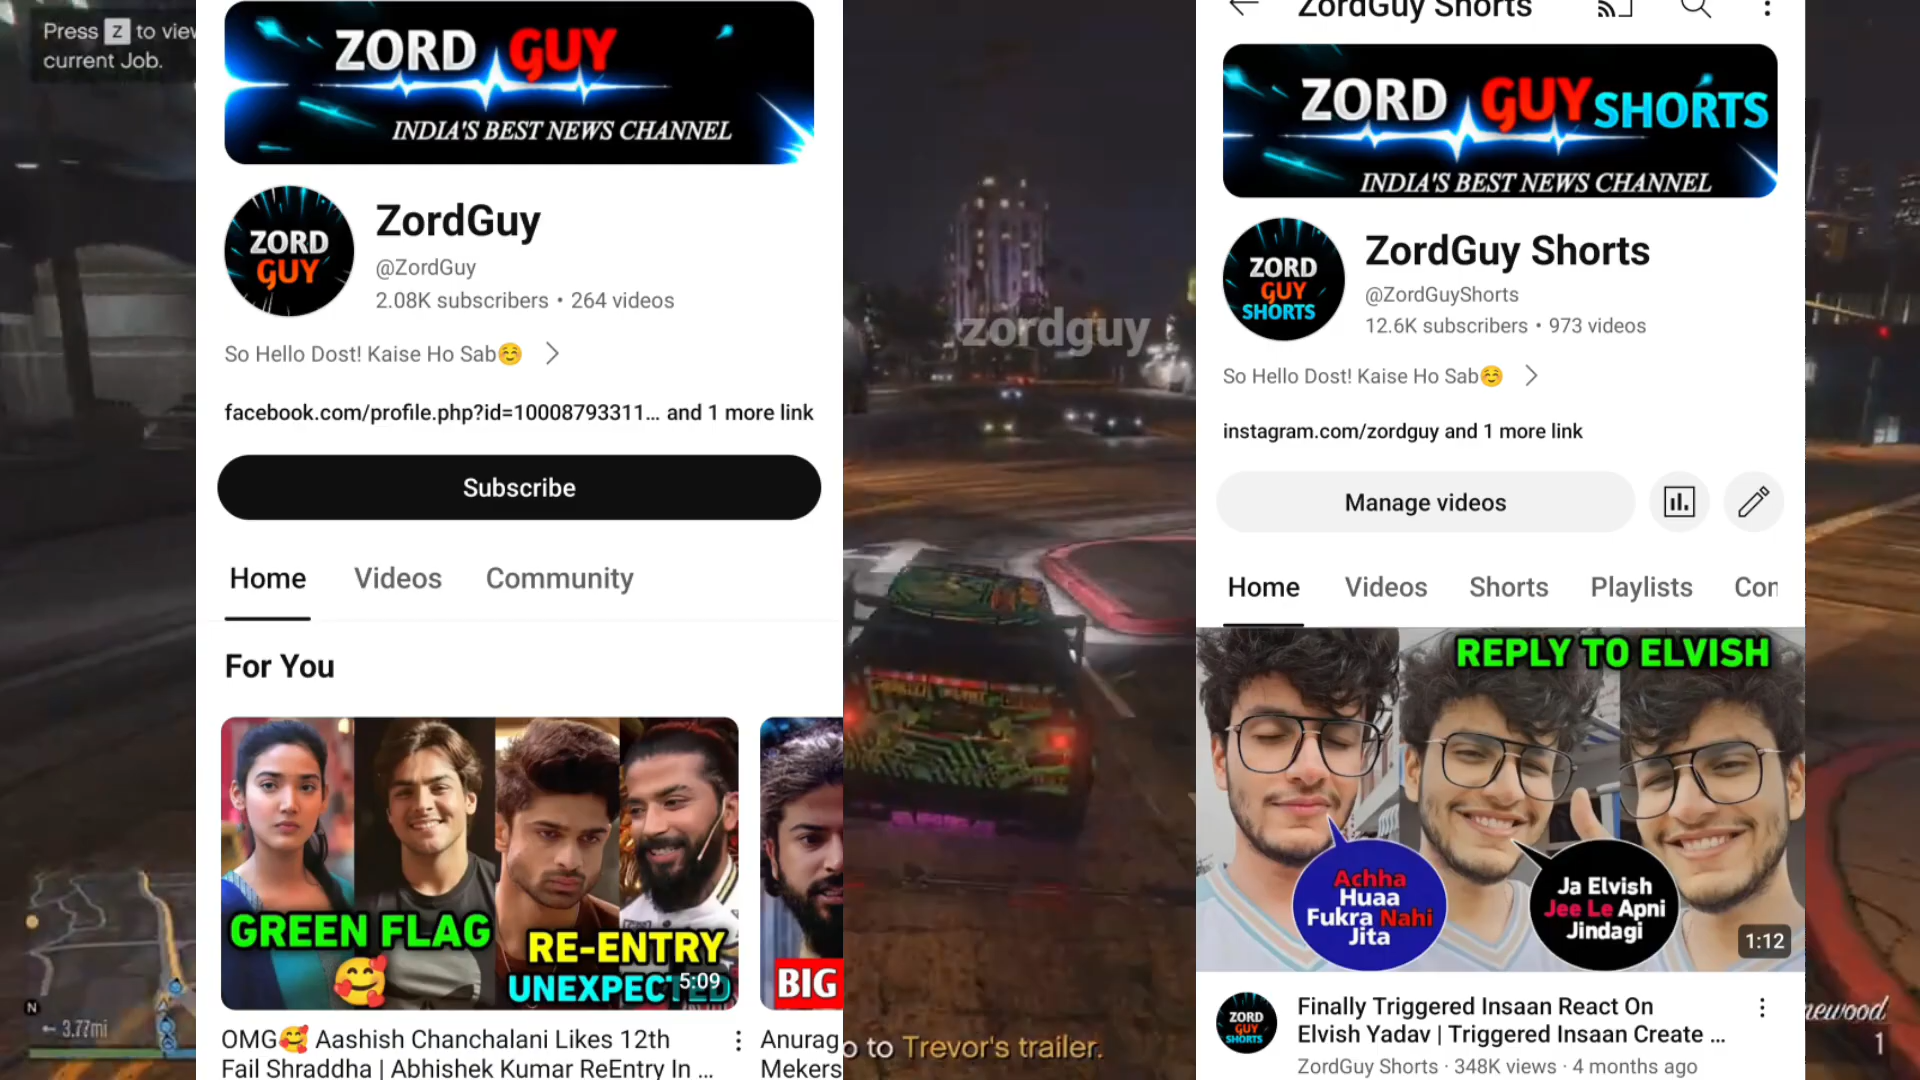 Press Z to view
current Job.
ZORD GUY
INDIA'S BEST NEWS CHANNEL
ZORD
GUY
ZordGuy
@ZordGuy
2.08K subscribers • 264 videos
So Hello Dost! Kaise Ho Sab☺️
facebook.com/profile.php?id=10008793311... and 1 more link
Subscribe
Home Videos Community
For You
GREEN FLAG
🥰
RE-ENTRY
UNEXPECTED
5:09
BIG
OMG🥰 Aashish Chanchalani Likes 12th
Fail Shraddha | Abhishek Kumar ReEntry In ...
Anurag
Mekers
N
3.77mi
zordguy
to Trevor's trailer.
ZordGuy Shorts
ZORD GUY SHORTS
INDIA'S BEST NEWS CHANNEL
ZORD
GUY
SHORTS
ZordGuy Shorts
@ZordGuyShorts
12.6K subscribers • 973 videos
So Hello Dost! Kaise Ho Sab☺️
instagram.com/zordguy and 1 more link
Manage videos
Home Videos Shorts Playlists Con
REPLY TO ELVISH
Achha
Huaa
Fukra Nahi
Jita
Ja Elvish
Jee Le Apni
Jindagi
1:12
ZORD
GUY
SHORTS
Finally Triggered Insaan React On
Elvish Yadav | Triggered Insaan Create ...
ZordGuy Shorts · 348K views · 4 months ago
newood
1